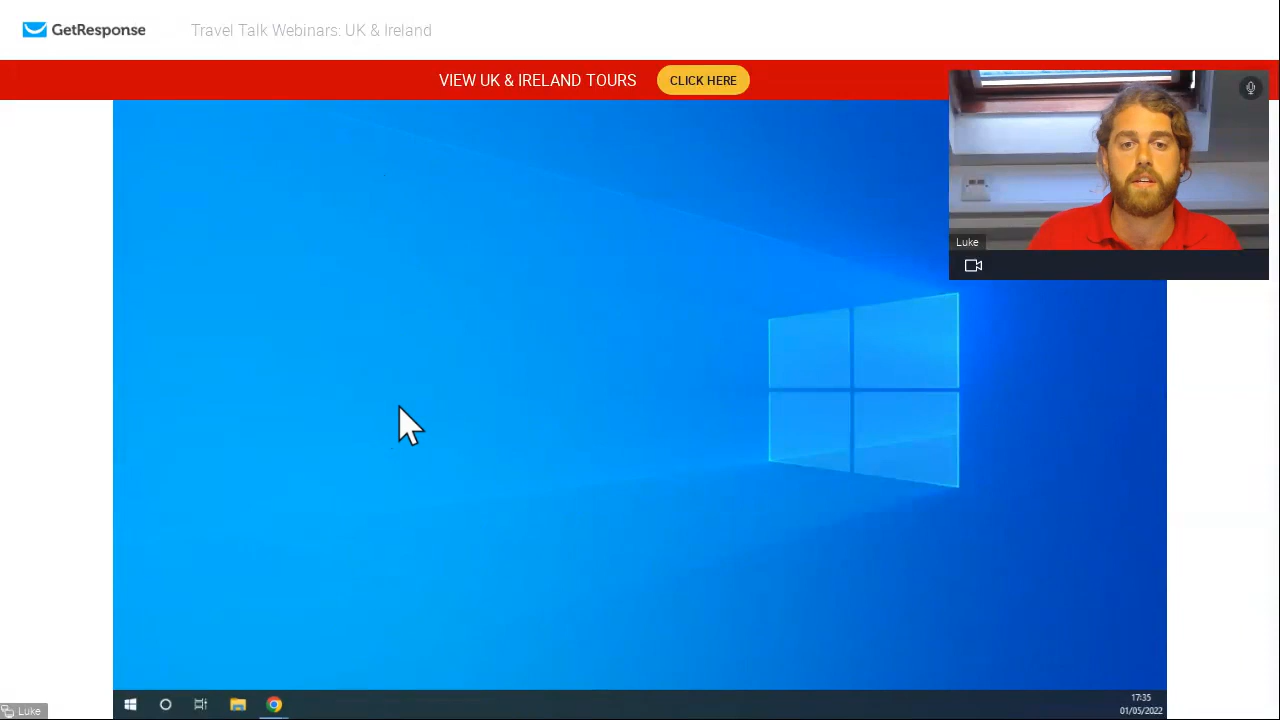 GetResponse
Travel Talk Webinars: UK & Ireland
VIEW UK & IRELAND TOURS
CLICK HERE
Luke
17:35
01/05/2022
Luke